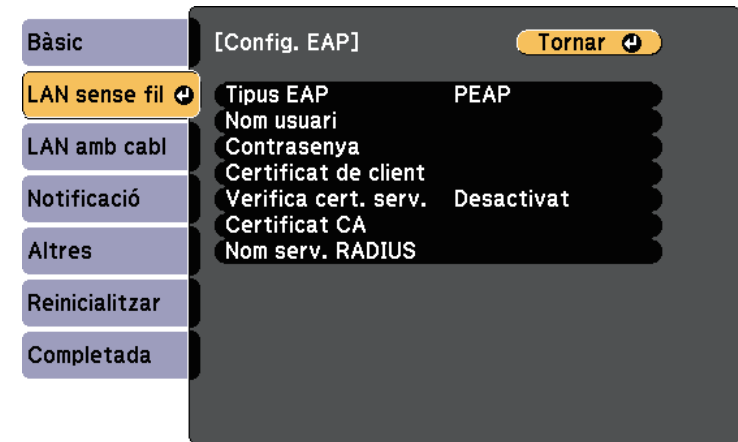 Bàsic
LAN sense fil
LAN amb cabl
Notificació
Altres
Reinicialitzar
Completada
[Config. EAP]
Tornar
Tipus EAP PEAP
Nom usuari
Contrasenya
Certificat de client
Verifica cert. serv. Desactivat
Certificat CA
Nom serv. RADIUS